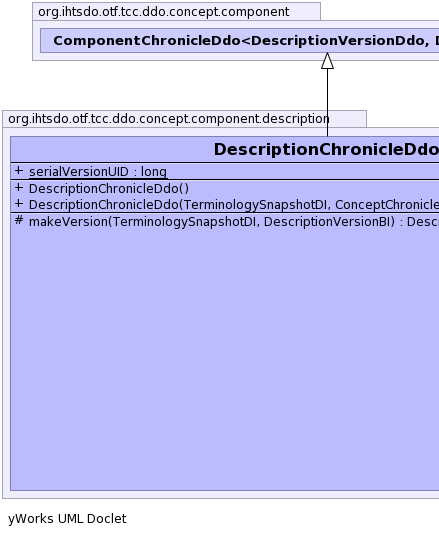 org.ihtsdo.otf.tcc.ddo.concept.component
ComponentChronicleDdo<DescriptionVersionDdo,
org.ihtsdo.otf.tcc.ddo.concept.component.description
DescriptionChronicleDdo
+ serialVersionUID : long
+ DescriptionChronicleDdo()
+ DescriptionChronicleDdo(TerminologySnapshotDI, ConceptChronicle
# makeVersion(TerminologySnapshotDI, DescriptionVersionBI) : Descr
yWorks UML Doclet